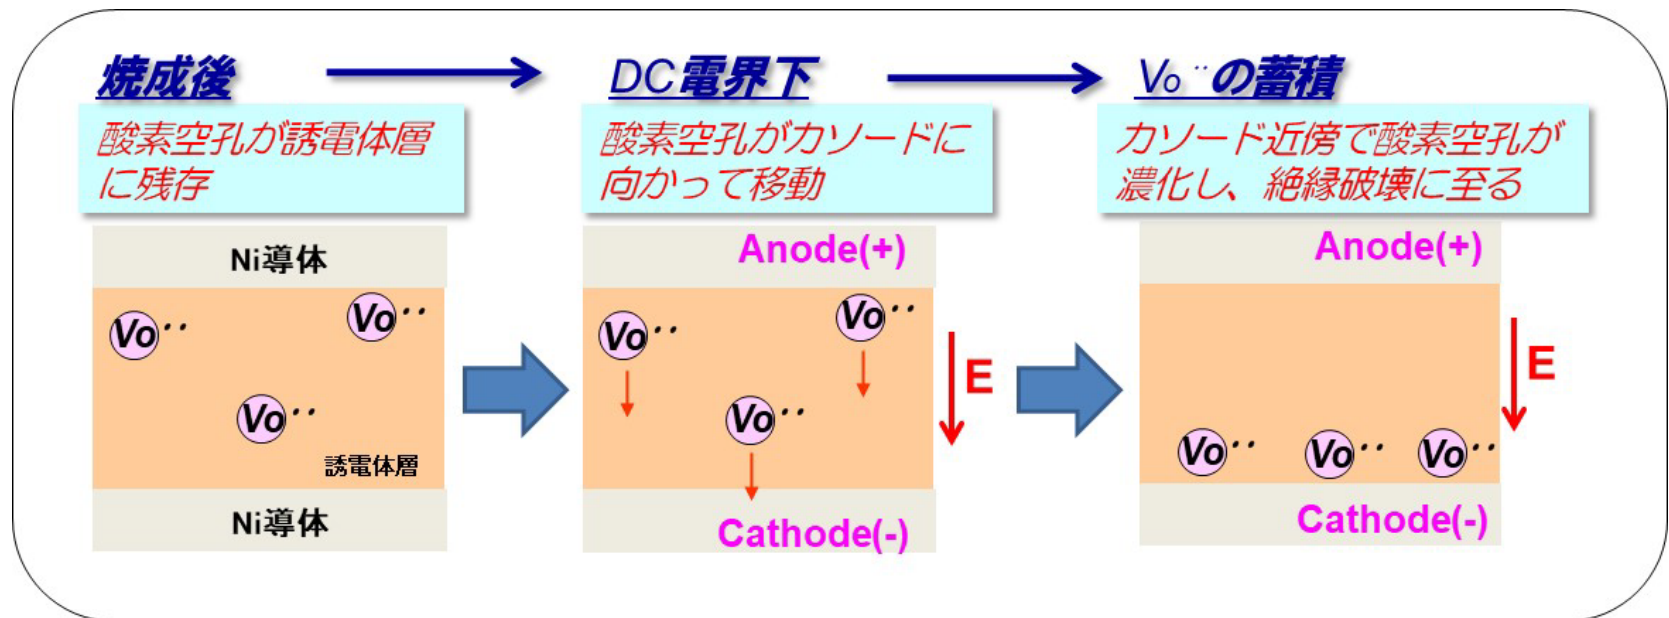 焼成後
DC電界下
Vo¨の蓄積
酸素空孔が誘電体層
に残存
酸素空孔がカソードに
向かって移動
カソード近傍で酸素空孔が
濃化し、絶縁破壊に至る
Ni導体
Vo¨
Vo¨
Vo¨
誘電体層
Ni導体
Anode(+)
Vo¨
Vo¨
Vo¨
E
Cathode(-)
Anode(+)
E
Vo¨
Vo¨
Vo¨
Cathode(-)